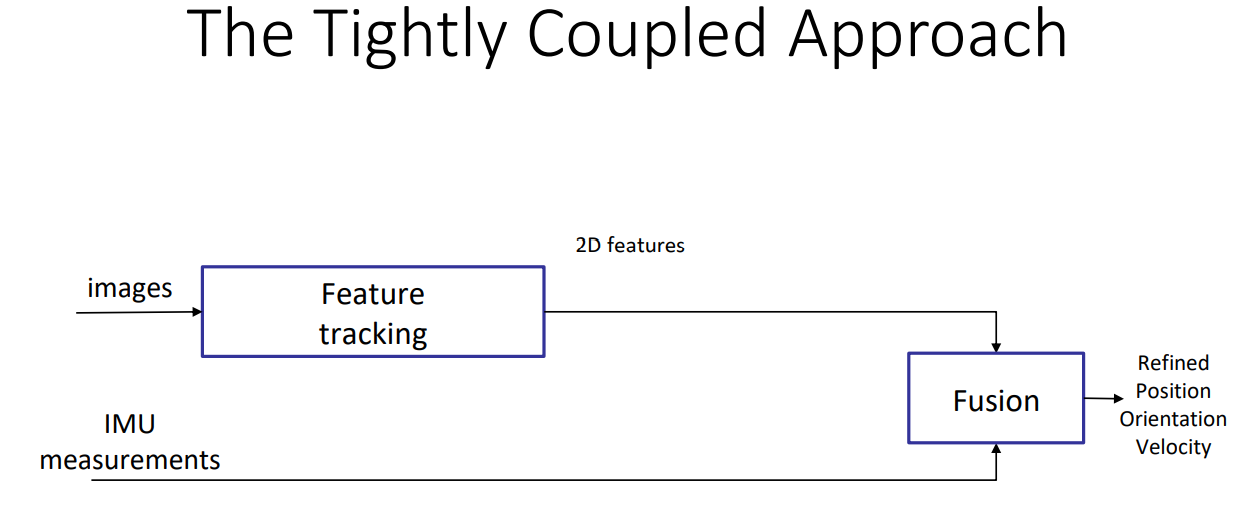 The Tightly Coupled Approach
2D features
images
Feature
tracking
IMU
measurements
Fusion
Refined
Position
Orientation
Velocity